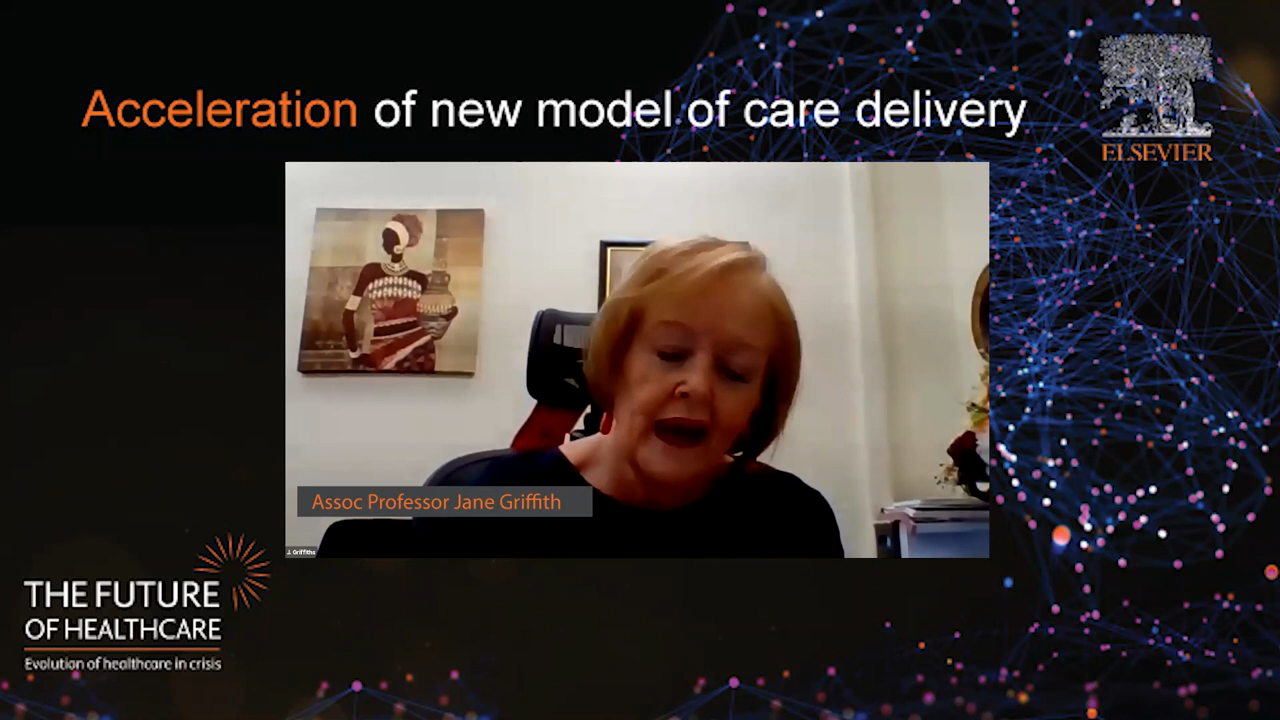 Acceleration of new model of care delivery
ELSEVIER
Assoc Professor Jane Griffith
J. Griffiths
THE FUTURE
OF HEALTHCARE
Evolution of healthcare in crisis